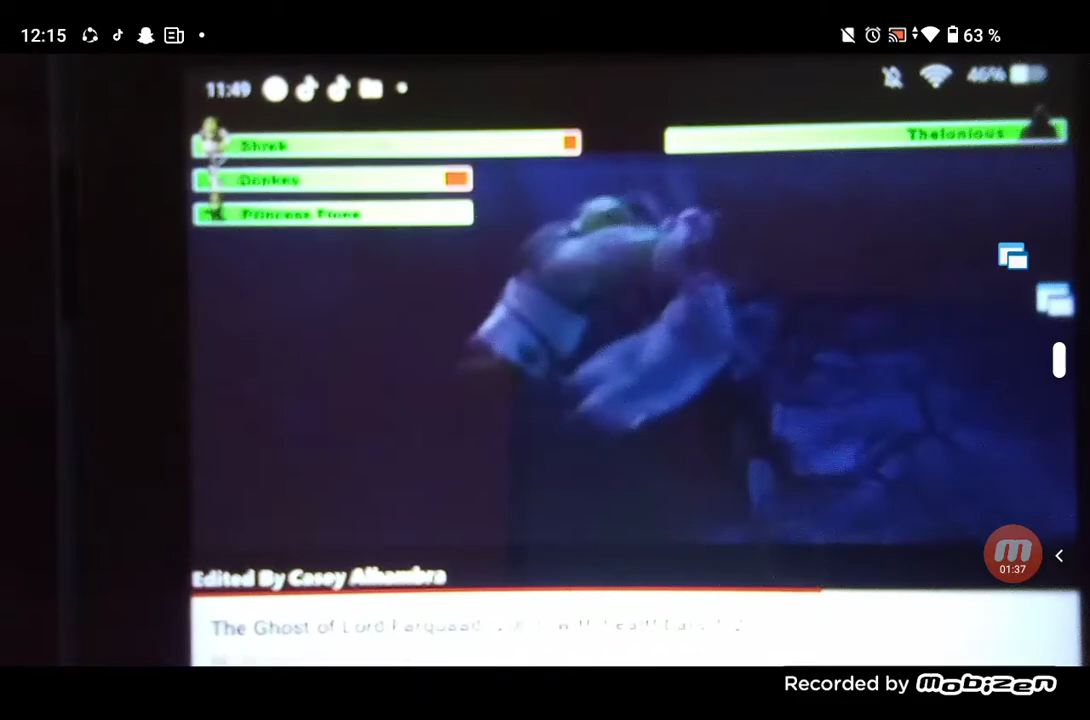 12:15 63 %
11:49 46%
Shrek
Thelonious
Donkey
Princess Fiona
01:37
Edited By Casey Alhambra
The Ghost of Lord Farquaad
Recorded by Mobizen